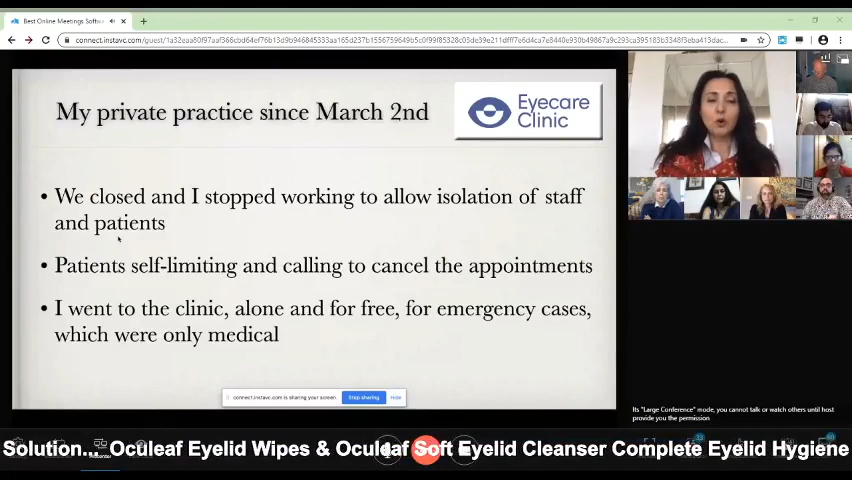 Best Online Meetings Softwa
connect.instavc.com/guest/
My private practice since March 2nd
Eyecare
Clinic
• We closed and I stopped working to allow isolation of staff
and patients
• Patients self-limiting and calling to cancel the appointments
• I went to the clinic, alone and for free, for emergency cases,
which were only medical
connect.instavc.com is sharing your screen.
Stop sharing
Hide
Its "Large Conference" mode, you cannot talk or watch others until host
provide you the permission
Solution... Oculeaf Eyelid Wipes & Oculeaf Soft Eyelid Cleanser Complete Eyelid Hygiene